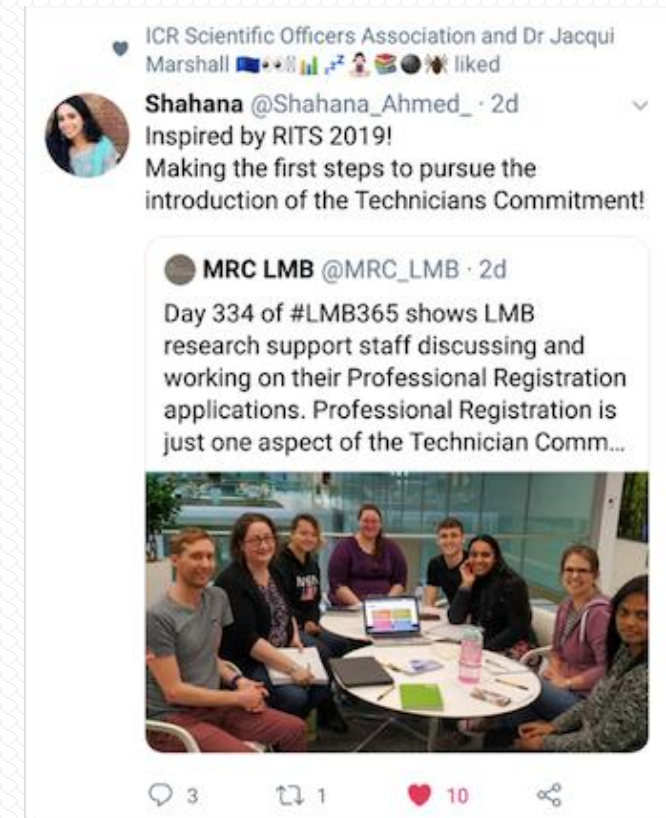 ICR Scientific Officers Association and Dr Jacqui
Marshall 💤 liked
Shahana @Shahana_Ahmed_ · 2d
Inspired by RITS 2019!
Making the first steps to pursue the
introduction of the Technicians Commitment!
MRC LMB @MRC_LMB · 2d
Day 334 of #LMB365 shows LMB
research support staff discussing and
working on their Professional Registration
applications. Professional Registration is
just one aspect of the Technician Comm...
3 1 10